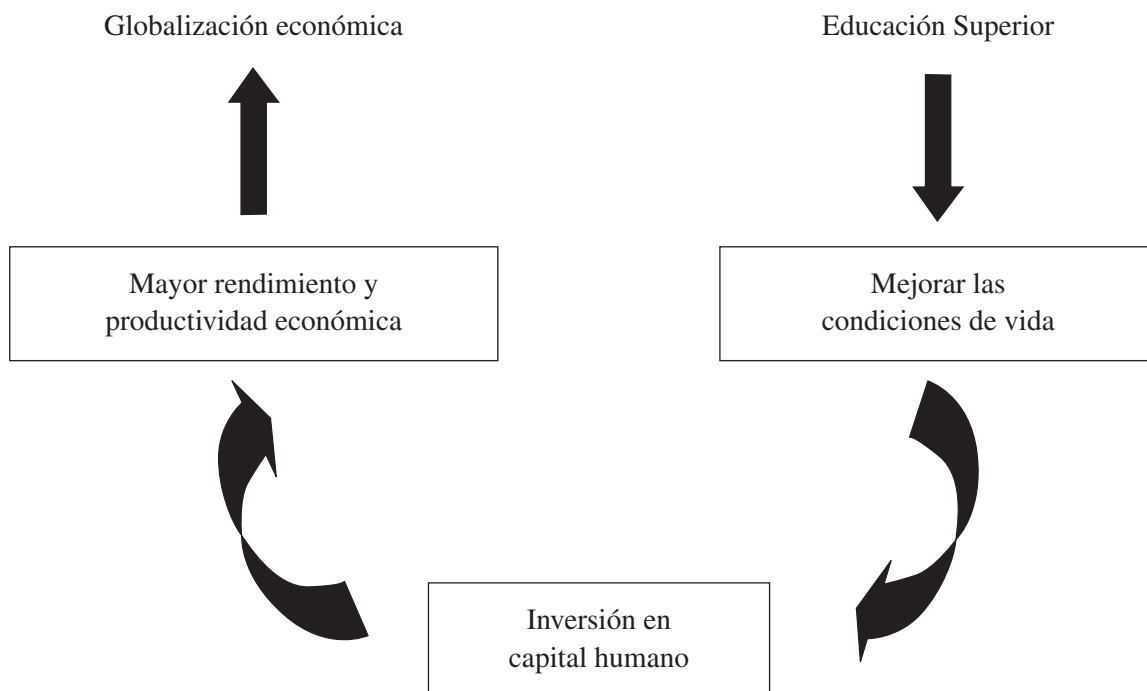 Globalización económica
Educación Superior
Mayor rendimiento y
productividad económica
Mejorar las
condiciones de vida
Inversión en
capital humano